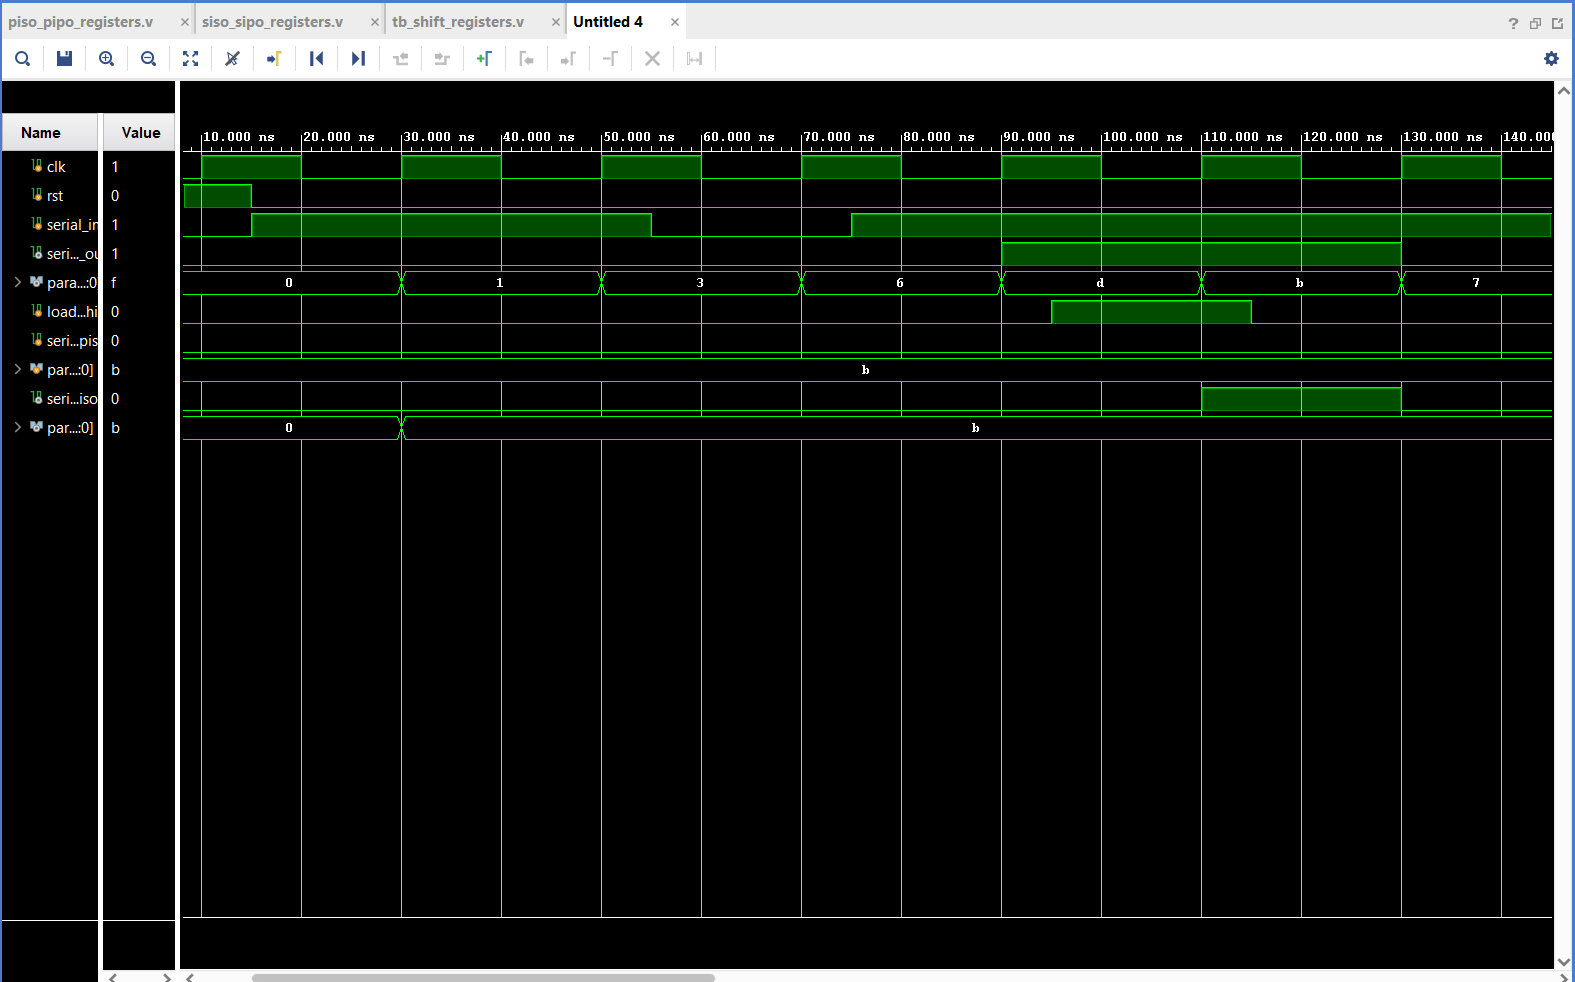 piso_pipo_registers.v × siso_sipo_registers.v × tb_shift_registers.v × Untitled 4 × ?
Name Value
10.000 ns 20.000 ns 30.000 ns 40.000 ns 50.000 ns 60.000 ns 70.000 ns 80.000 ns 90.000 ns 100.000 ns 110.000 ns 120.000 ns 130.000 ns 140.000
clk 1
rst 0
serial_in 1
seri..._ou 1
para...:0 f 0 1 3 6 d b 7
load...hi 0
seri...pis 0
par...:0] b b
seri...iso 0
par...:0] b 0 b